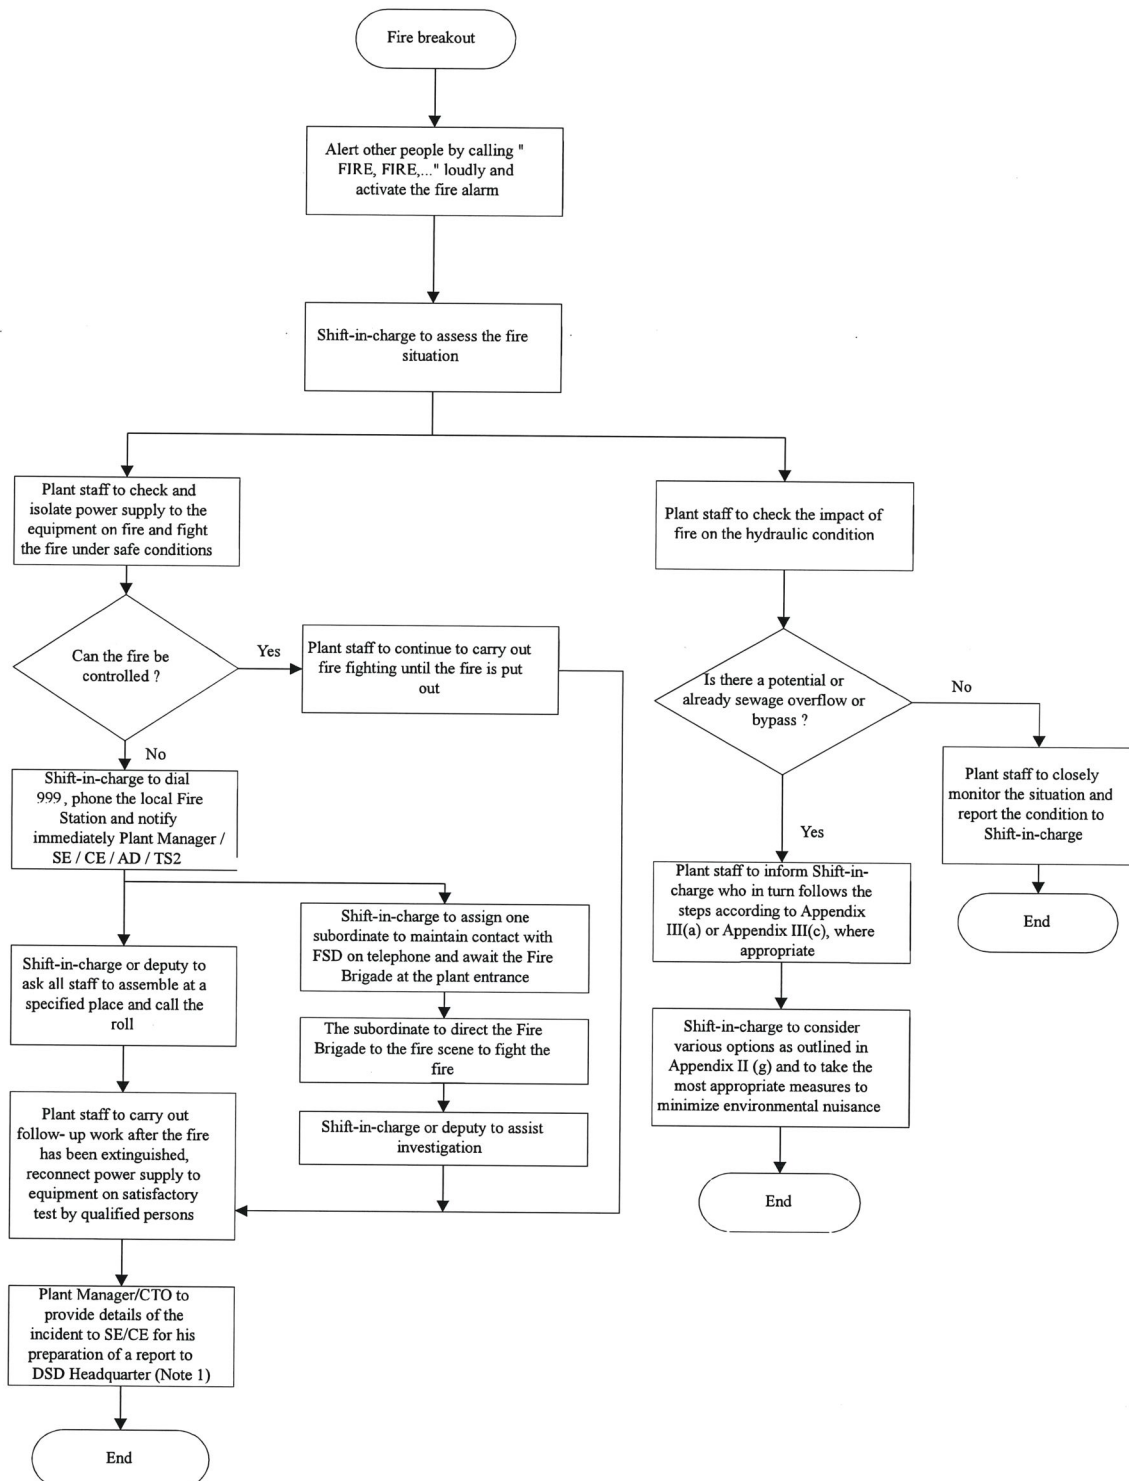 Fire breakout
Alert other people by calling "
FIRE, FIRE,..." loudly and
activate the fire alarm
Shift-in-charge to assess the fire
situation
Plant staff to check and
isolate power supply to the
equipment on fire and fight
the fire under safe conditions
Plant staff to check the impact of
fire on the hydraulic condition
Can the fire be
controlled ?
Yes
Plant staff to continue to carry out
fire fighting until the fire is put
out
No
Is there a potential or
already sewage overflow or
bypass ?
No
Yes
Shift-in-charge to dial
999, phone the local Fire
Station and notify
immediately Plant Manager /
SE / CE / AD / TS2
Plant staff to closely
monitor the situation and
report the condition to
Shift-in-charge
End
Shift-in-charge or deputy to
ask all staff to assemble at a
specified place and call the
roll
Shift-in-charge to assign one
subordinate to maintain contact with
FSD on telephone and await the Fire
Brigade at the plant entrance
The subordinate to direct the Fire
Brigade to the fire scene to fight the
fire
Shift-in-charge or deputy to assist
investigation
Plant staff to inform Shift-in-
charge who in turn follows the
steps according to Appendix
III(a) or Appendix III(c), where
appropriate
Shift-in-charge to consider
various options as outlined in
Appendix II (g) and to take the
most appropriate measures to
minimize environmental nuisance
End
Plant staff to carry out
follow- up work after the fire
has been extinguished,
reconnect power supply to
equipment on satisfactory
test by qualified persons
Plant Manager/CTO to
provide details of the
incident to SE/CE for his
preparation of a report to
DSD Headquarter (Note 1)
End